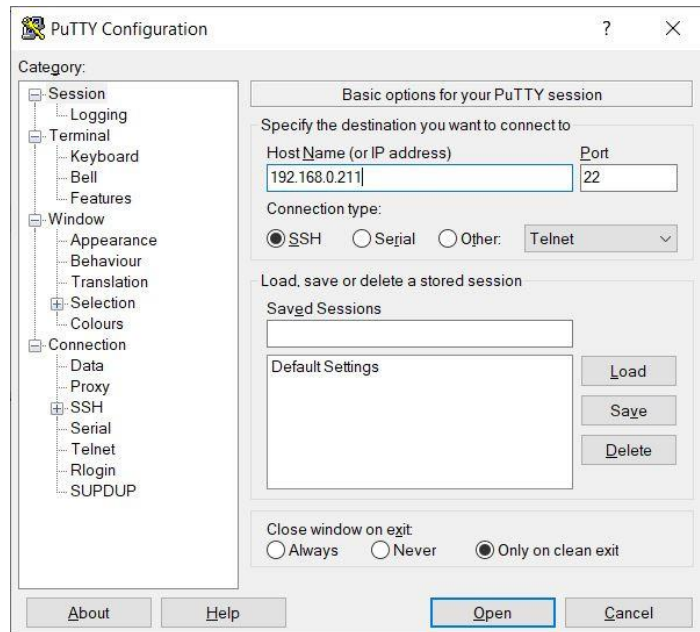 PuTTY Configuration
?
Category:
Session
Logging
Terminal
Keyboard
Bell
Features
Window
Appearance
Behaviour
Translation
Selection
Colours
Connection
Data
Proxy
SSH
Serial
Telnet
Rlogin
SUPDUP
Basic options for your PuTTY session
Specify the destination you want to connect to
Host Name (or IP address) Port
192.168.0.211 22
Connection type:
SSH Serial Other: Telnet
Load, save or delete a stored session
Saved Sessions
Default Settings
Load
Save
Delete
Close window on exit:
Always Never Only on clean exit
About Help Open Cancel